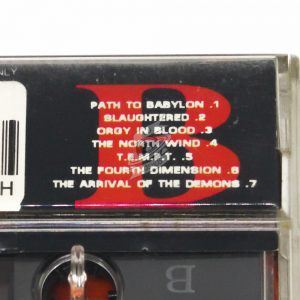 NLY
PATH TO BABYLON .1
SLAUGHTERED .2
ORGY IN BLOOD .3
THE NORTH WIND .4
T.E.M.P.T. .5
THE FOURTH DIMENSION .6
THE ARRIVAL OF THE DEMONS .7
B
H
B